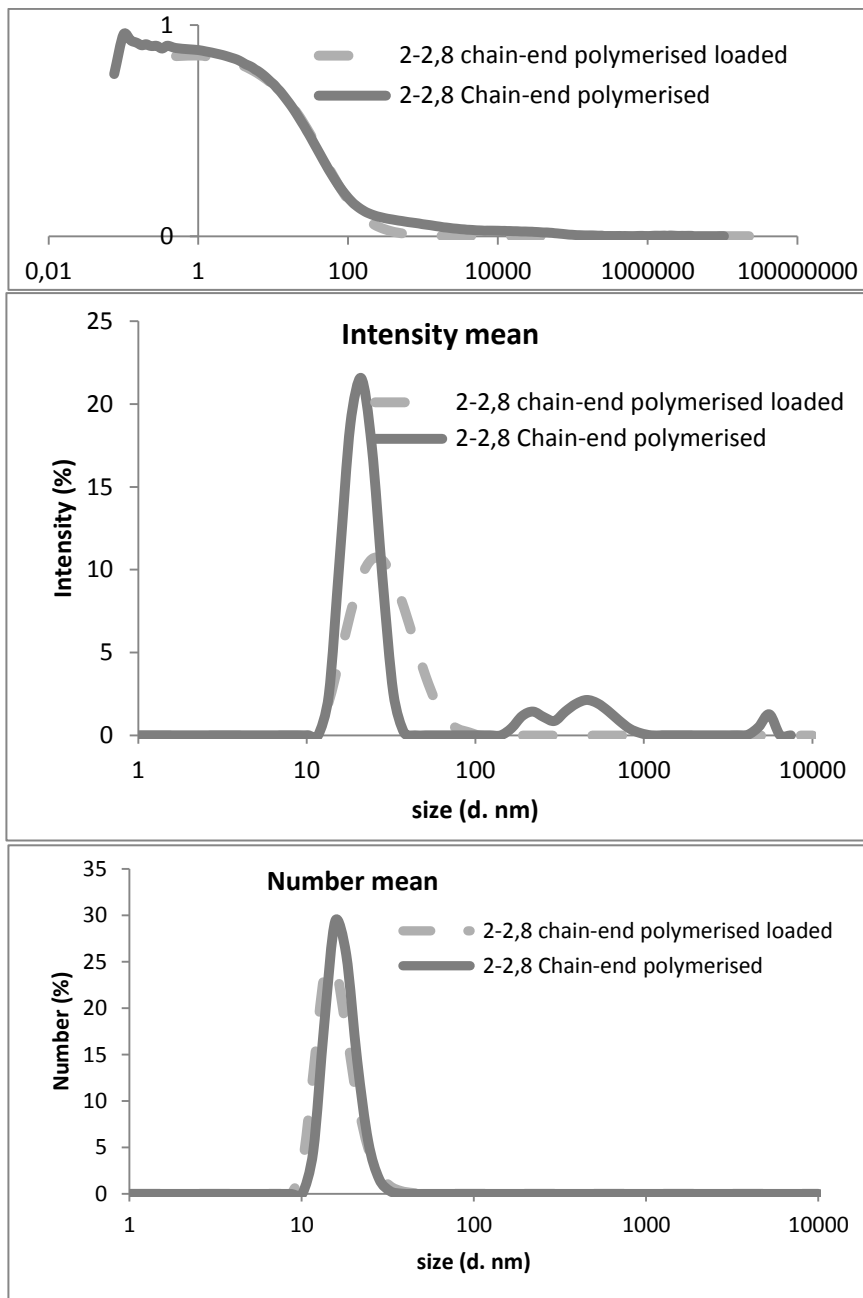 1
2-2,8 chain-end polymerised loaded
2-2,8 Chain-end polymerised
0
0,01 1 100 10000 1000000 100000000
Intensity mean
25
20
15
10
5
0
Intensity (%)
2-2,8 chain-end polymerised loaded
2-2,8 Chain-end polymerised
1 10 100 1000 10000
size (d. nm)
Number mean
35
30
25
20
15
10
5
0
Number (%)
2-2,8 chain-end polymerised loaded
2-2,8 Chain-end polymerised
1 10 100 1000 10000
size (d. nm)